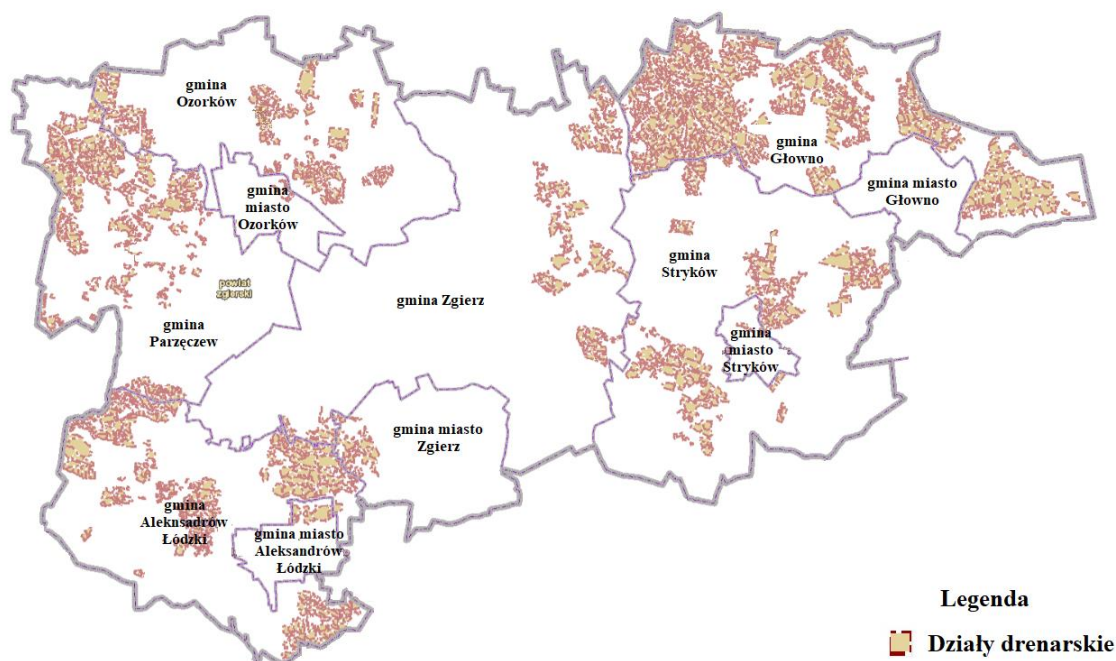 gmina
Ozorków
gmina
miasto
Ozorków
gmina
Głowno
gmina miasto
Głowno
gmina
Stryków
powiat
zgierski
gmina Zgierz
gmina
Parzęczew
gmina
miasto
Stryków
gmina miasto
Zgierz
gmina
Aleknsadrów
Łódzki
gmina miasto
Aleksandrów
Łódzki
Legenda
Działy drenarskie